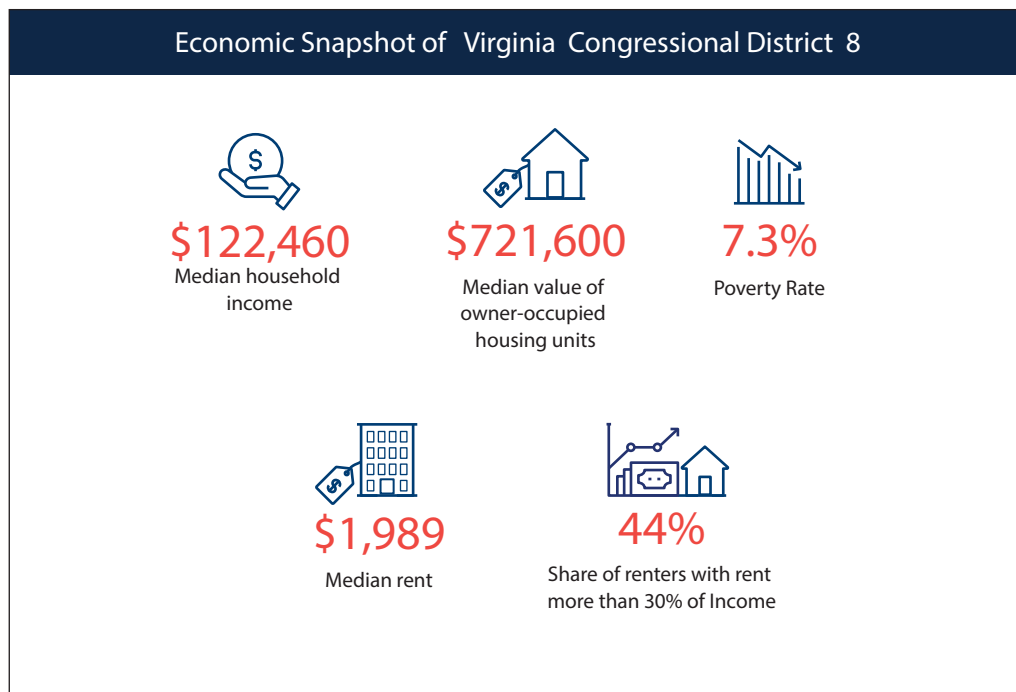 Economic Snapshot of Virginia Congressional District 8
$
$
$122,460
$721,600
7.3%
Median household
income
Median value of
owner-occupied
housing units
Poverty Rate
$
$1,989
44%
Median rent
Share of renters with rent
more than 30% of Income